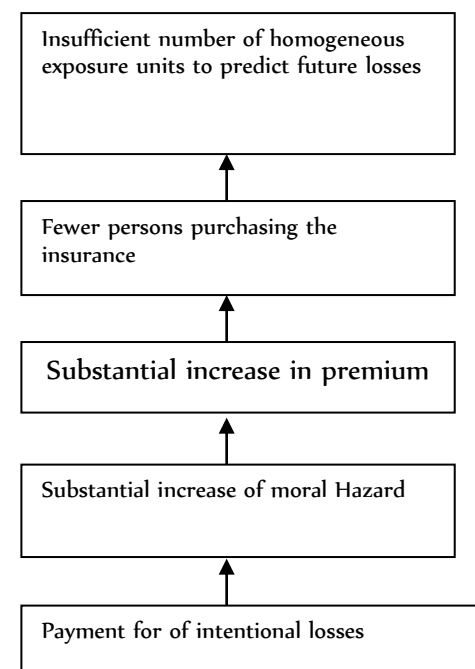 Insufficient number of homogeneous
exposure units to predict future losses
Fewer persons purchasing the
insurance
Substantial increase in premium
Substantial increase of moral Hazard
Payment for of intentional losses